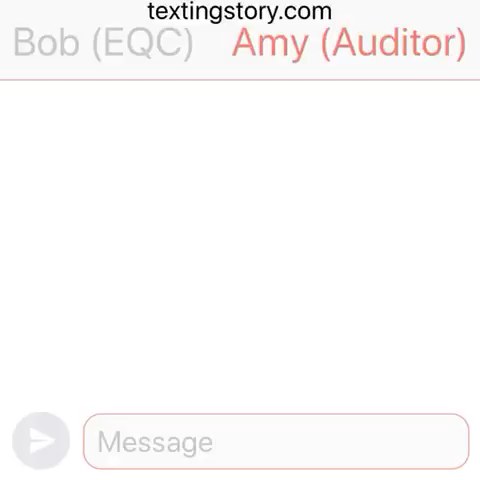 textingstory.com
Bob (EQC) Amy (Auditor)
Message